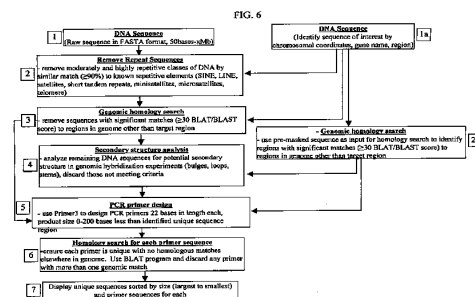 FIG. 6
1
DNA Sequence
(Raw sequence in FASTA format, 50bases-xMb)
DNA Sequence
(Identify sequence of interest by
chromosomal coordinates, gene name, region)
1a
2
Remove Repeat Sequences
- remove moderately and highly repetitive classes of DNA by
similar match (≥90%) to known repetitive elements (SINE, LINE,
satellites, short tandem repeats, minisatellites, microsatellites,
telomere)
3
Genomic homology search
- remove sequences with significant matches (≥30 BLAT/BLAST
score) to regions in genome other than target region
- Genomic homology search
- use pre-masked sequence as input for homology search to identify
regions with significant matches (≥30 BLAT/BLAST score) to
regions in genome other than target region
4
Secondary structure analysis
- analyze remaining DNA sequences for potential secondary
structure in genomic hybridization experiments (bulges, loops,
stems), discard those not meeting criteria
5
PCR primer design
- use Primer3 to design PCR primers 22 bases in length each,
product size 0-200 bases less than identified unique sequence
region
6
Homology search for each primer sequence
-ensure each primer is unique with no homologous matches
elsewhere in genome. Use BLAT program and discard any
primer with more than one genomic match
7
Display unique sequences sorted by size (largest to smallest)
and primer sequences for each